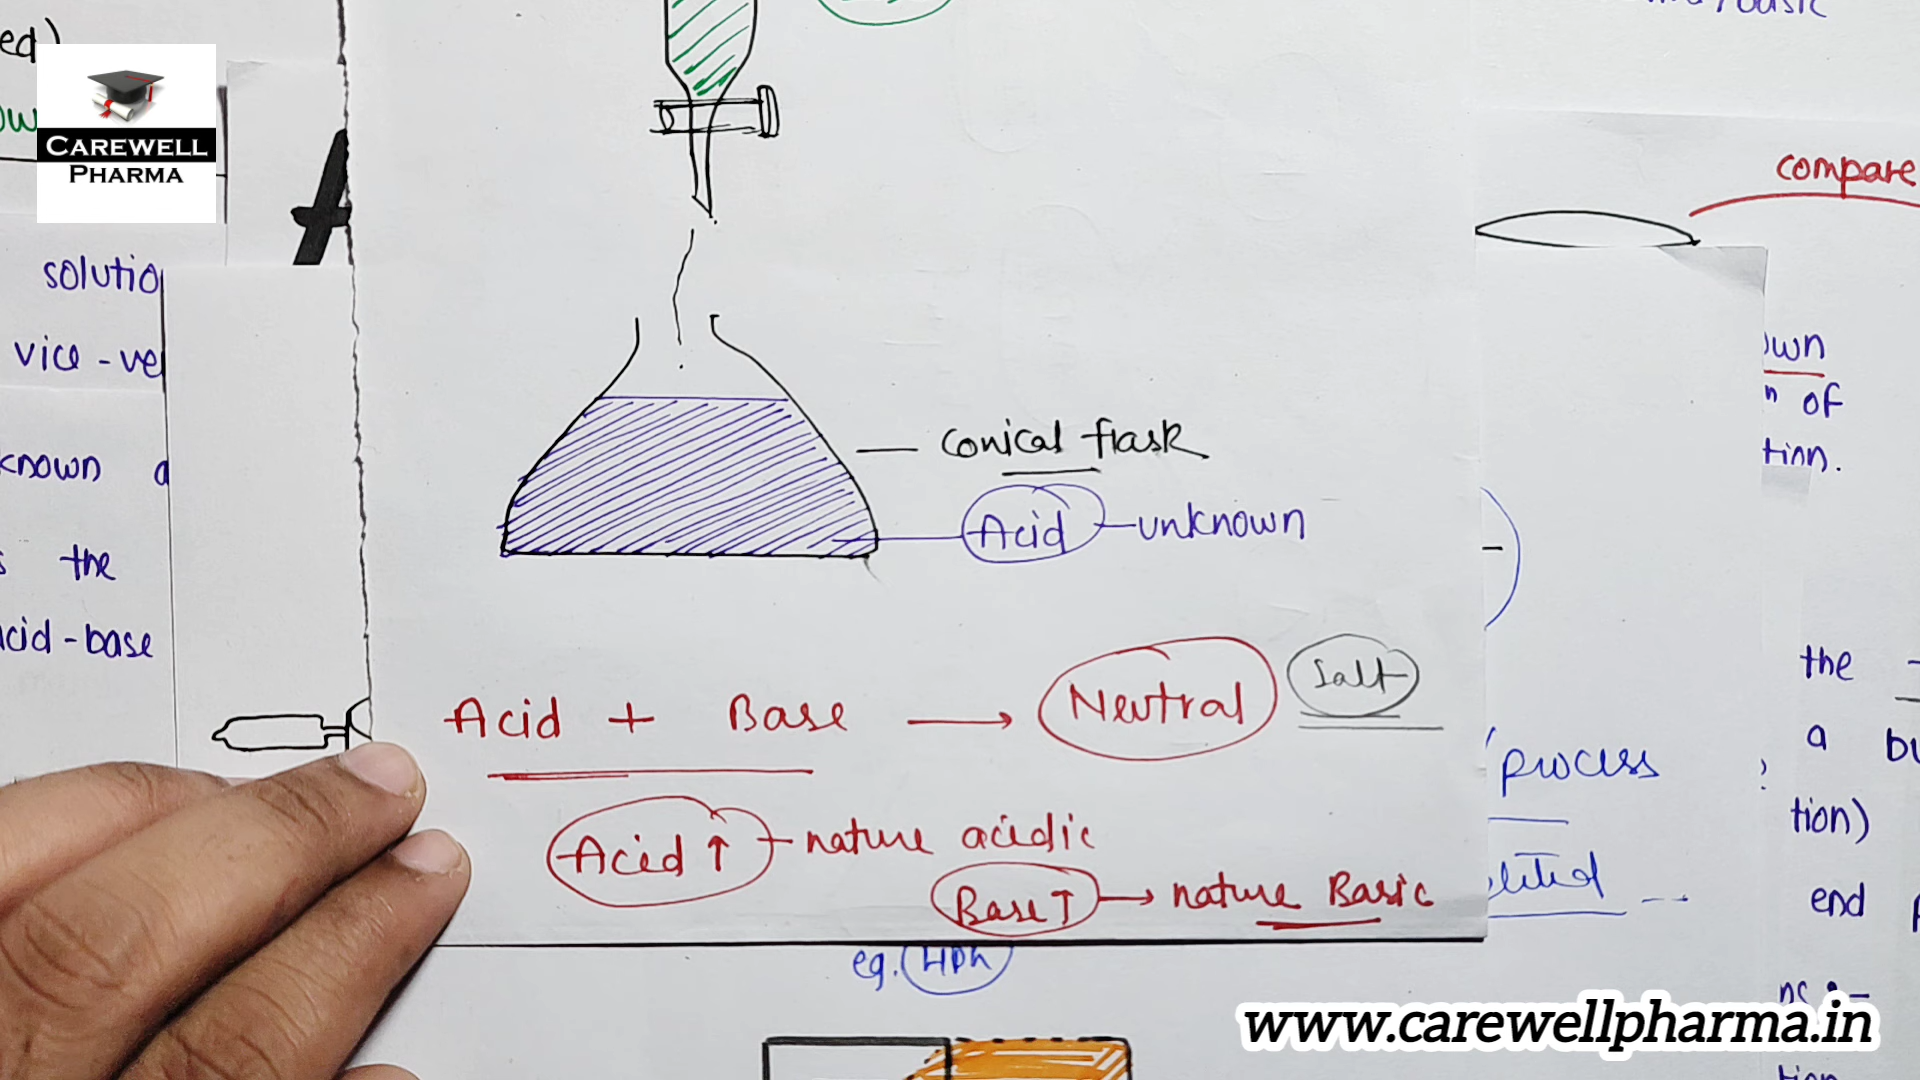 CAREWELL
PHARMA
compare
solutio
vice-ve
known a
the
acid-base
conical flask
Acid - unknown
Acid + Base → Neutral Salt
Acid ↑ - nature acidic
Base ↑ → nature Basic
eg. HPh
own
of
tion.
the
a bu
process
tion)
end
www.carewellpharma.in